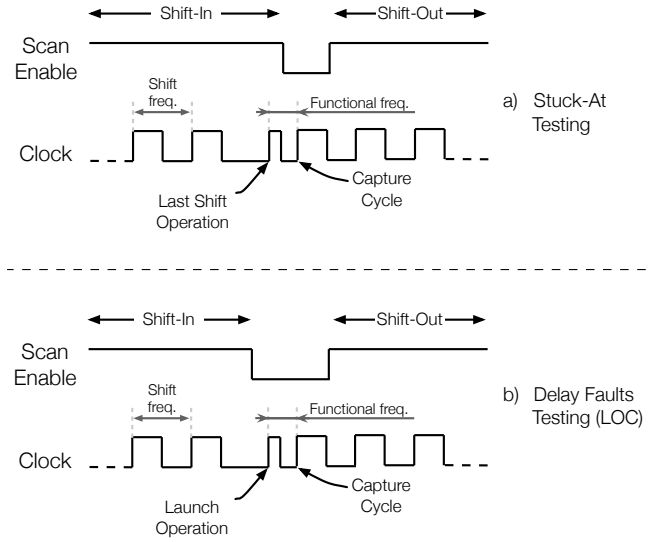 Shift-In
Shift-Out
Scan
Enable
Shift
freq.
Functional freq.
a) Stuck-At
Testing
Clock
Last Shift
Operation
Capture
Cycle
Shift-In
Shift-Out
Scan
Enable
Shift
freq.
Functional freq.
b) Delay Faults
Testing (LOC)
Clock
Launch
Operation
Capture
Cycle